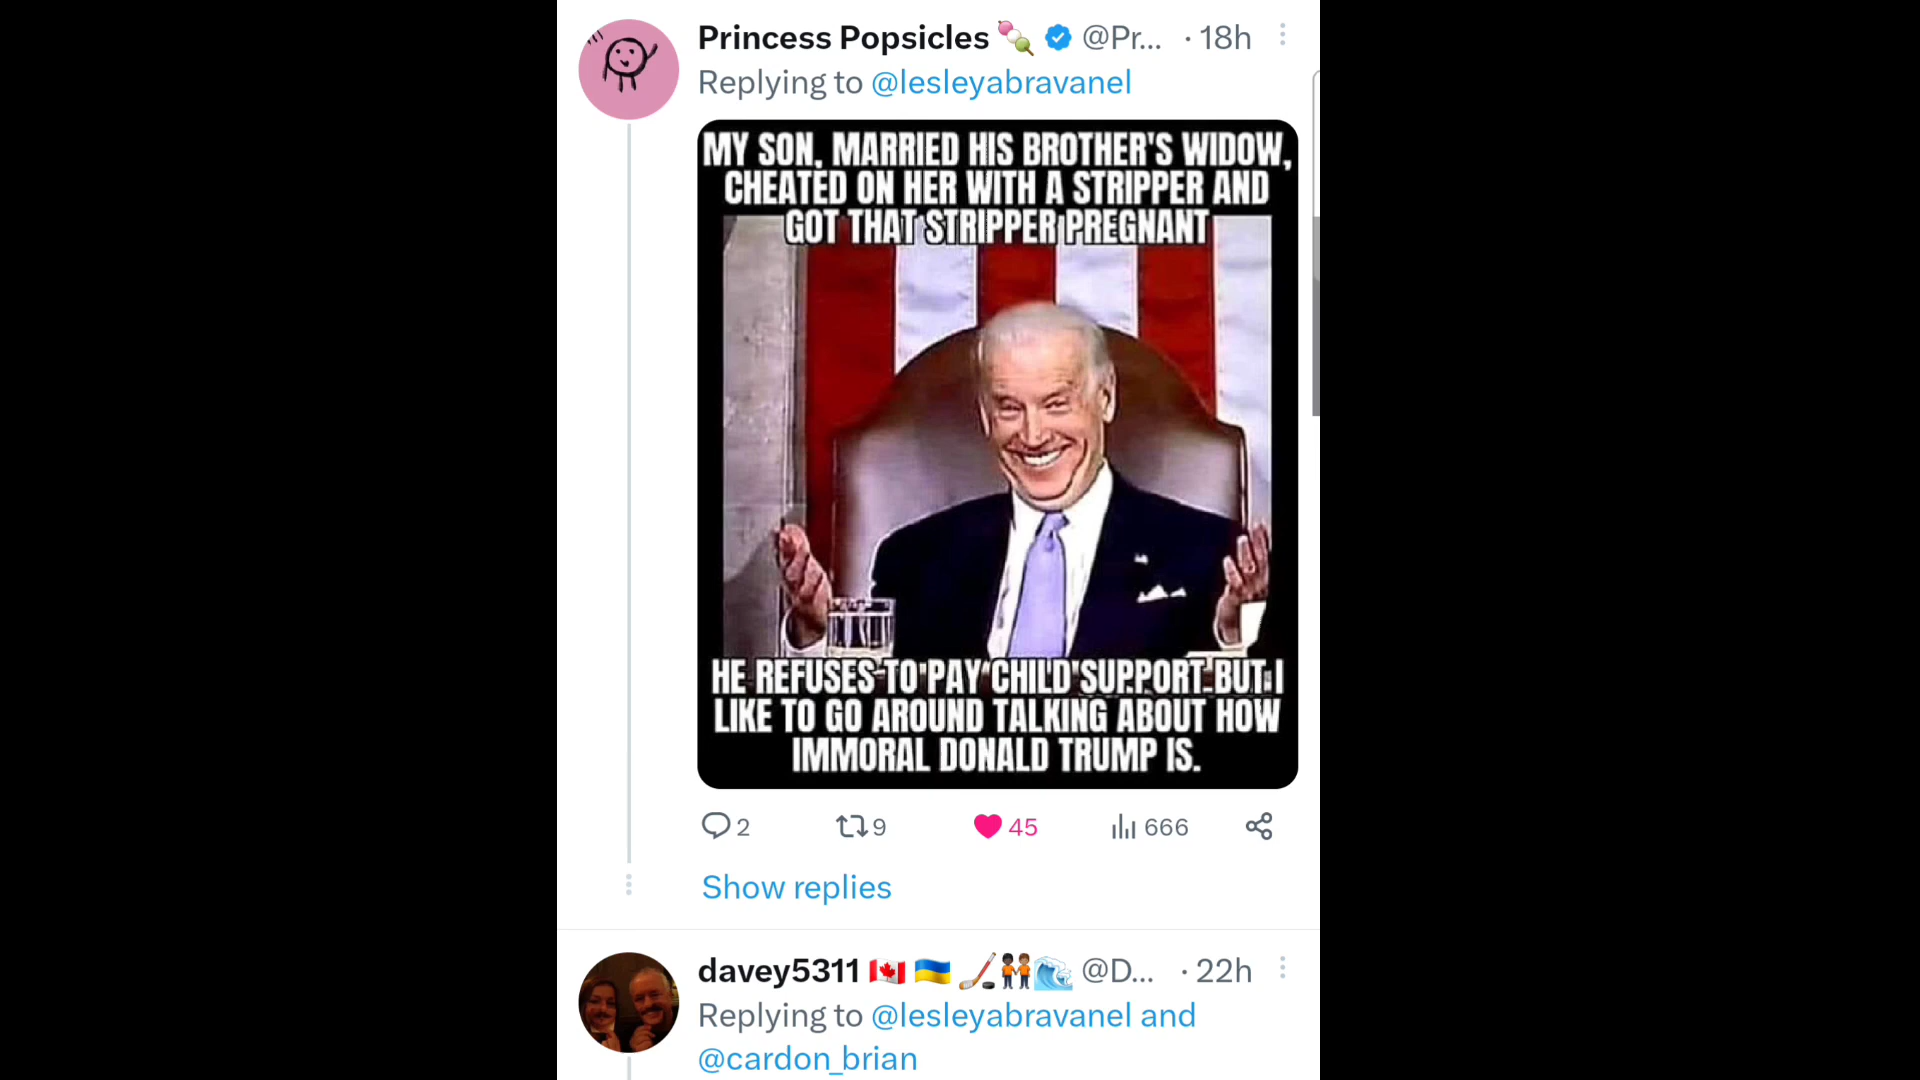 Princess Popsicles 🍡 @Pr... · 18h
Replying to @lesleyabravanel
MY SON, MARRIED HIS BROTHER'S WIDOW,
CHEATED ON HER WITH A STRIPPER AND
GOT THAT STRIPPER PREGNANT
HE REFUSES TO PAY CHILD SUPPORT BUT I
LIKE TO GO AROUND TALKING ABOUT HOW
IMMORAL DONALD TRUMP IS.
2 9 45 666
Show replies
davey5311 🇨🇦 🇺🇦 🏒👬🌊 @D... · 22h
Replying to @lesleyabravanel and
@cardon_brian